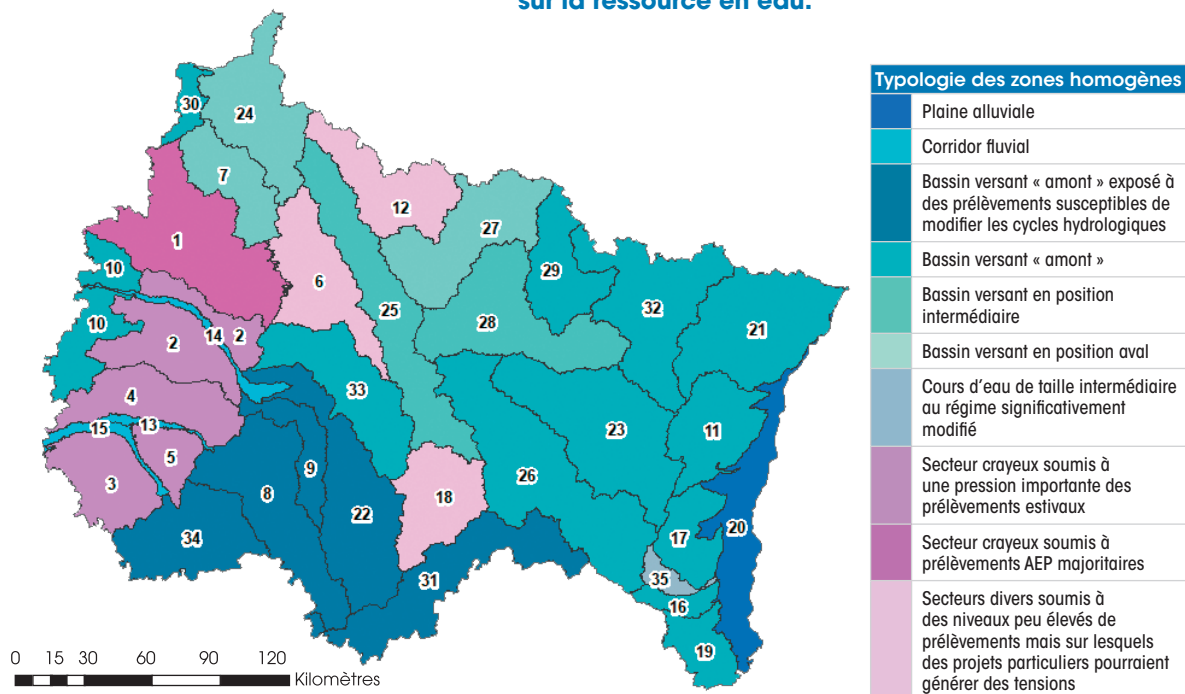 sur la ressource en eau.
30
24
7
12
1
27
10
6
29
25
32
28
21
10
2
14
2
33
4
15
13
23
11
5
9
3
8
18
26
22
34
20
17
31
35
16
19
0 15 30 60 90 120
Kilomètres
Typologie des zones homogènes
Plaine alluviale
Corridor fluvial
Bassin versant « amont » exposé à
des prélèvements susceptibles de
modifier les cycles hydrologiques
Bassin versant « amont »
Bassin versant en position
intermédiaire
Bassin versant en position aval
Cours d’eau de taille intermédiaire
au régime significativement
modifié
Secteur crayeux soumis à
une pression importante des
prélèvements estivaux
Secteur crayeux soumis à
prélèvements AEP majoritaires
Secteurs divers soumis à
des niveaux peu élevés de
prélèvements mais sur lesquels
des projets particuliers pourraient
générer des tensions